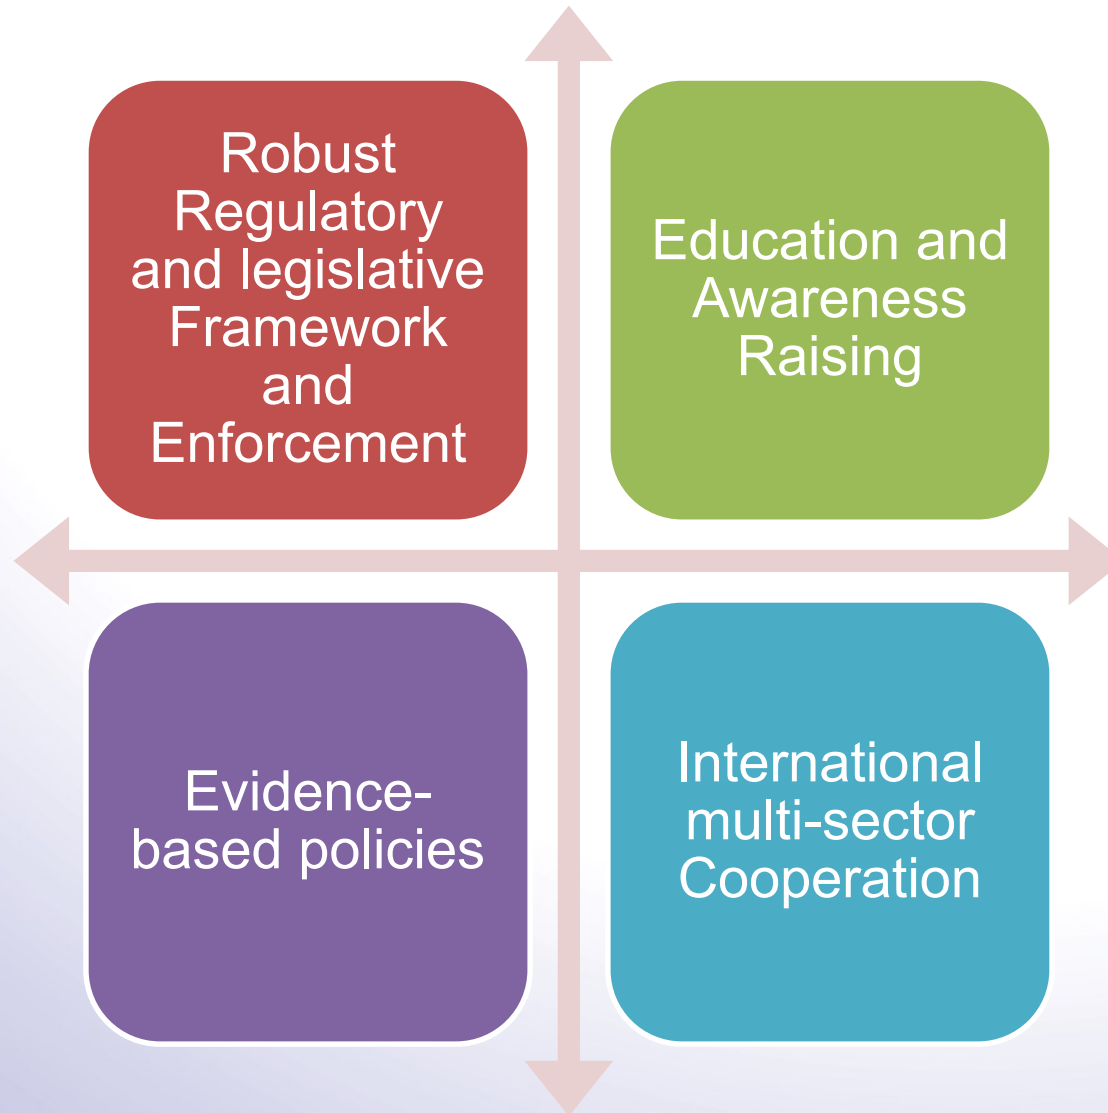 Robust
Regulatory
and legislative
Framework
and
Enforcement
Education and
Awareness
Raising
Evidence-
based policies
International
multi-sector
Cooperation